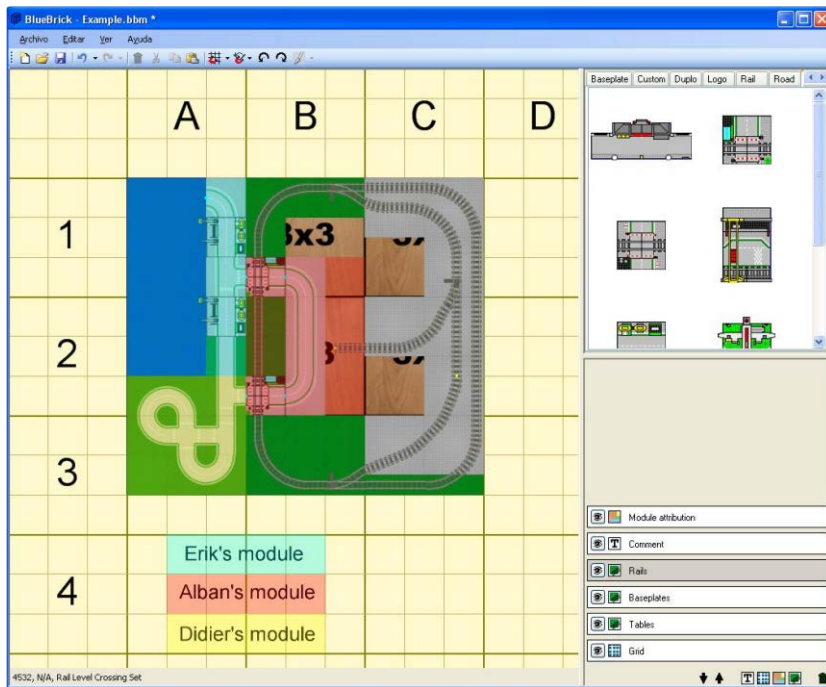 BlueBrick - Example.bbm *
Archivo Editar Ver Ayuda
Baseplate Custom Duplo Logo Rail Road
A B C D
1
3x3
2
3
4
Erik's module
Alban's module
Didier's module
Module attribution
T Comment
Rails
Baseplates
Tables
Grid
4532, N/A, Rail Level Crossing Set
T